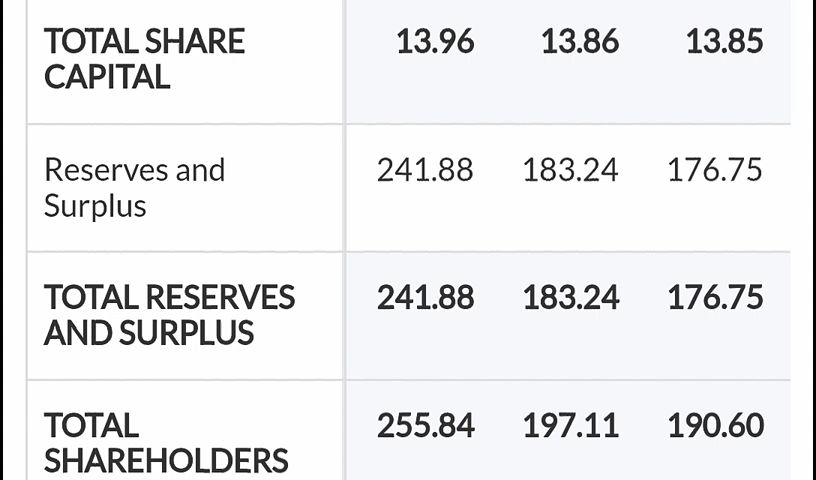 TOTAL SHARE 13.96 13.86 13.85
CAPITAL
Reserves and 241.88 183.24 176.75
Surplus
TOTAL RESERVES 241.88 183.24 176.75
AND SURPLUS
TOTAL 255.84 197.11 190.60
SHAREHOLDERS